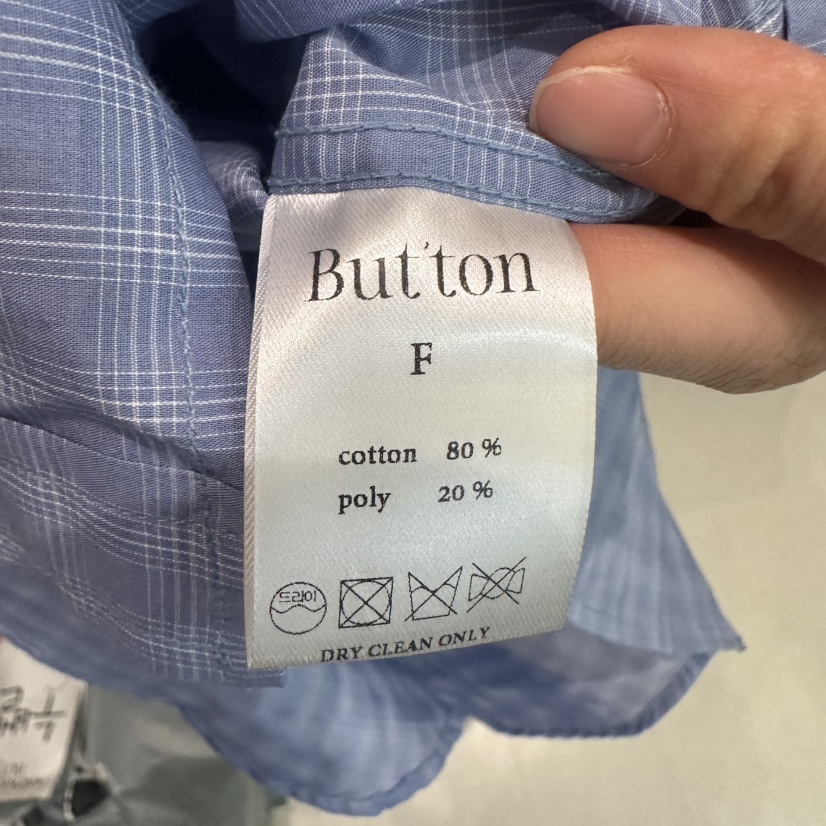 But'ton
F
cotton 80 %
poly 20 %
드라이
DRY CLEAN ONLY